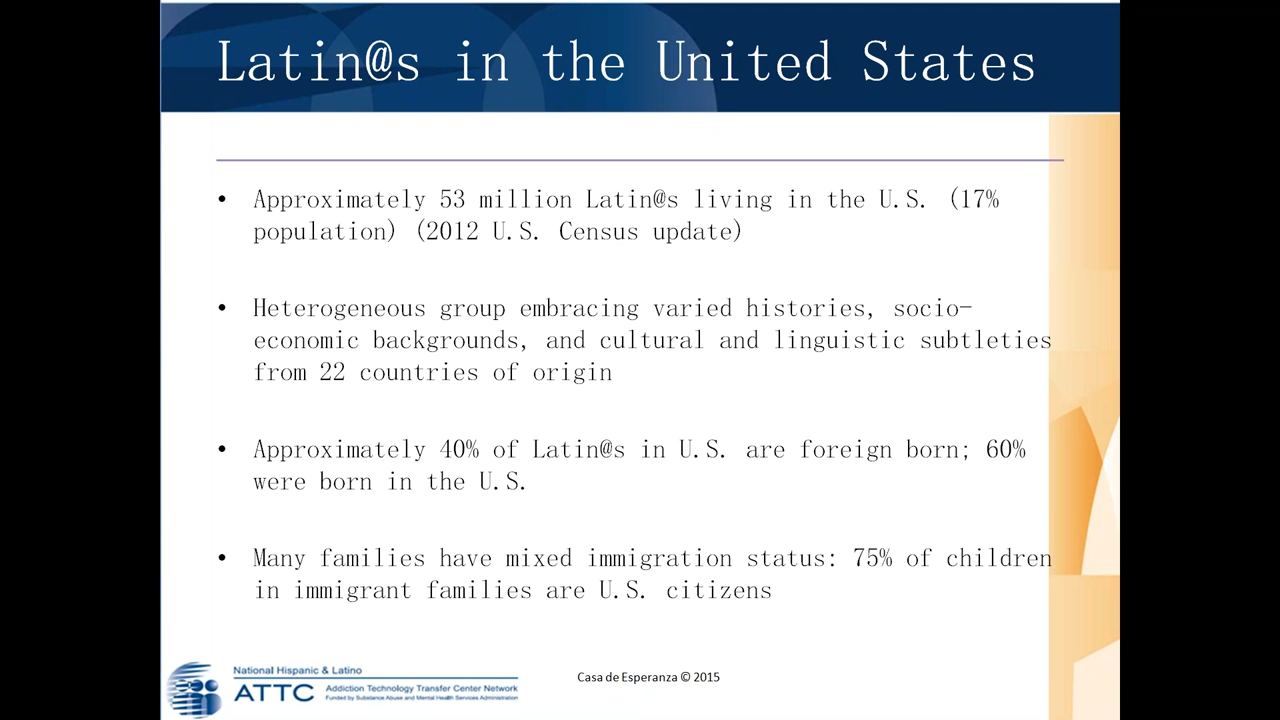 Latin@s in the United States
• Approximately 53 million Latin@s living in the U.S. (17%
population) (2012 U.S. Census update)
• Heterogeneous group embracing varied histories, socio-
economic backgrounds, and cultural and linguistic subtleties
from 22 countries of origin
• Approximately 40% of Latin@s in U.S. are foreign born; 60%
were born in the U.S.
• Many families have mixed immigration status: 75% of children
in immigrant families are U.S. citizens
National Hispanic & Latino
ATTC Addiction Technology Transfer Center Network
Funded by Substance Abuse and Mental Health Services Administration
Casa de Esperanza © 2015